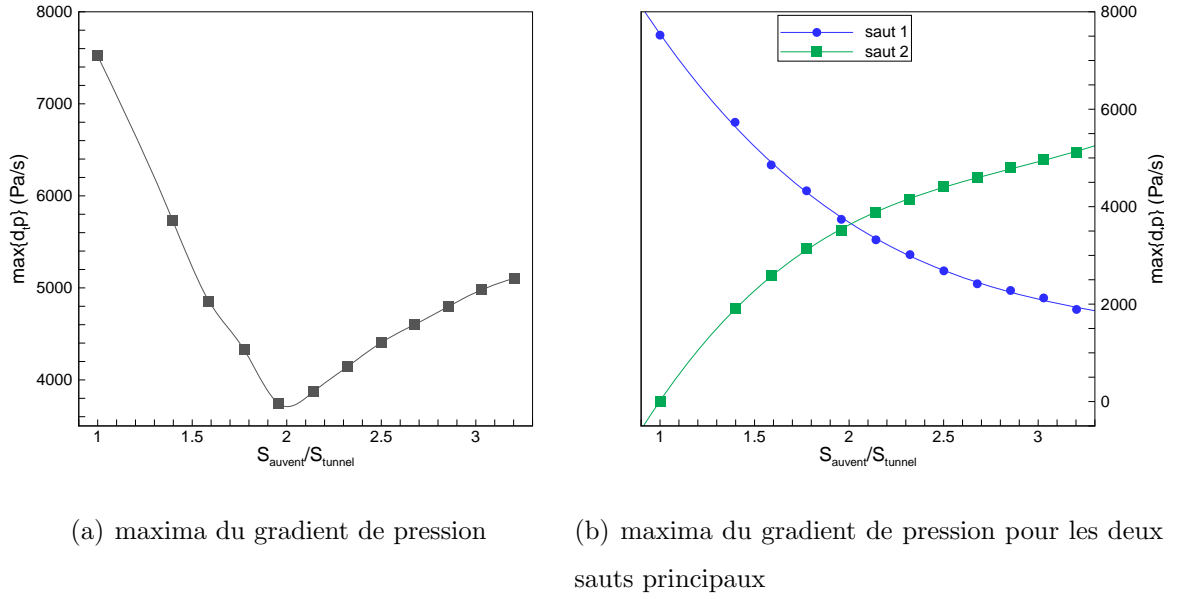 8000
7000
6000
5000
4000
max{dₜp} (Pa/s)
1
1.5
2
2.5
3
S_auvent/S_tunnel
saut 1
saut 2
8000
6000
4000
2000
0
max{dₜp} (Pa/s)
1
1.5
2
2.5
3
S_auvent/S_tunnel
(a) maxima du gradient de pression
(b) maxima du gradient de pression pour les deux
sauts principaux